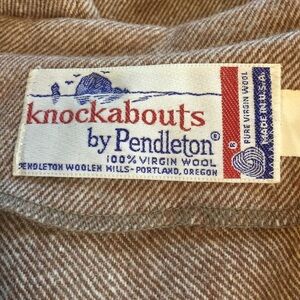 knockabouts
by Pendleton®
100% VIRGIN WOOL
PENDLETON WOOLEN MILLS-PORTLAND, OREGON
PURE VIRGIN WOOL
®
MADE IN U.S.A.